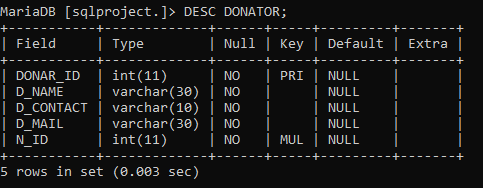 MariaDB [sqlproject.]> DESC DONATOR;
+-----------+-------------+------+-----+---------+-------+
| Field     | Type        | Null | Key | Default | Extra |
+-----------+-------------+------+-----+---------+-------+
| DONAR_ID  | int(11)     | NO   | PRI | NULL    |       |
| D_NAME    | varchar(30) | NO   |     | NULL    |       |
| D_CONTACT | varchar(10) | NO   |     | NULL    |       |
| D_MAIL    | varchar(30) | NO   |     | NULL    |       |
| N_ID      | int(11)     | NO   | MUL | NULL    |       |
+-----------+-------------+------+-----+---------+-------+
5 rows in set (0.003 sec)